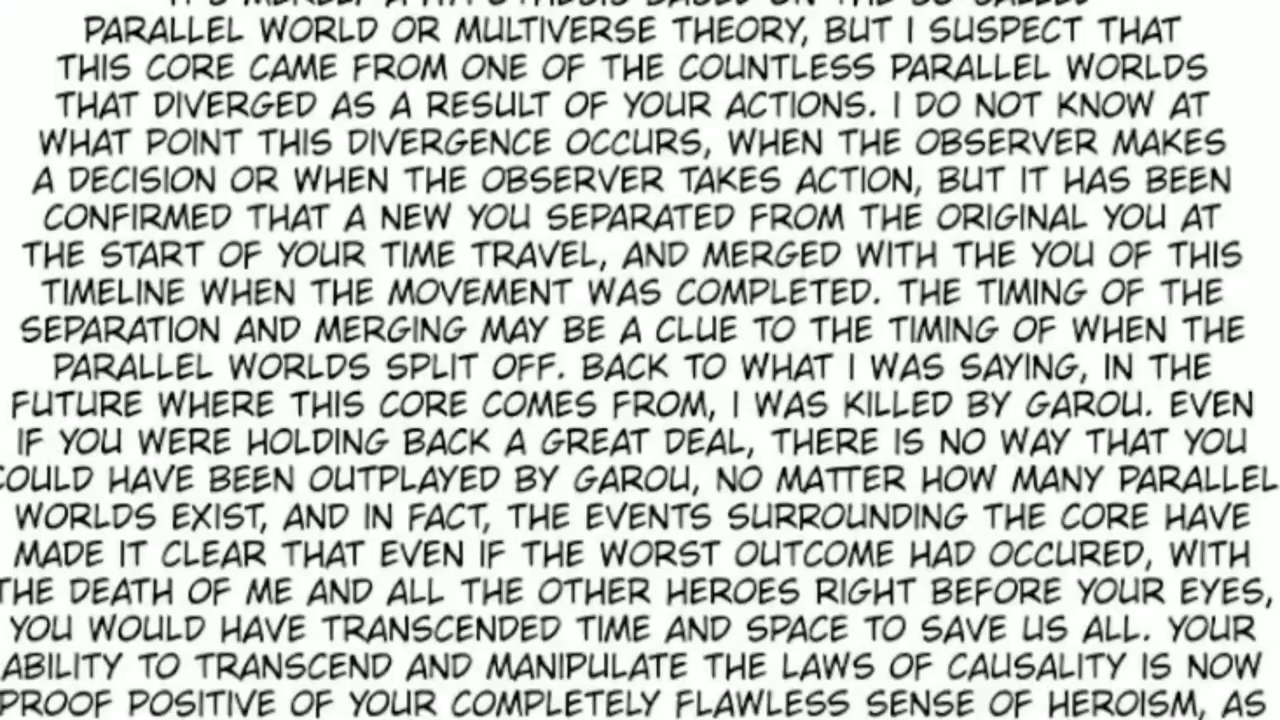 IT'S MERELY A HYPOTHESIS BASED ON THE SO-CALLED
PARALLEL WORLD OR MULTIVERSE THEORY, BUT I SUSPECT THAT
THIS CORE CAME FROM ONE OF THE COUNTLESS PARALLEL WORLDS
THAT DIVERGED AS A RESULT OF YOUR ACTIONS. I DO NOT KNOW AT
WHAT POINT THIS DIVERGENCE OCCURS, WHEN THE OBSERVER MAKES
A DECISION OR WHEN THE OBSERVER TAKES ACTION, BUT IT HAS BEEN
CONFIRMED THAT A NEW YOU SEPARATED FROM THE ORIGINAL YOU AT
THE START OF YOUR TIME TRAVEL, AND MERGED WITH THE YOU OF THIS
TIMELINE WHEN THE MOVEMENT WAS COMPLETED. THE TIMING OF THE
SEPARATION AND MERGING MAY BE A CLUE TO THE TIMING OF WHEN THE
PARALLEL WORLDS SPLIT OFF. BACK TO WHAT I WAS SAYING, IN THE
FUTURE WHERE THIS CORE COMES FROM, I WAS KILLED BY GAROU. EVEN
IF YOU WERE HOLDING BACK A GREAT DEAL, THERE IS NO WAY THAT YOU
COULD HAVE BEEN OUTPLAYED BY GAROU, NO MATTER HOW MANY PARALLEL
WORLDS EXIST, AND IN FACT, THE EVENTS SURROUNDING THE CORE HAVE
MADE IT CLEAR THAT EVEN IF THE WORST OUTCOME HAD OCCURED, WITH
THE DEATH OF ME AND ALL THE OTHER HEROES RIGHT BEFORE YOUR EYES,
YOU WOULD HAVE TRANSCENDED TIME AND SPACE TO SAVE US ALL. YOUR
ABILITY TO TRANSCEND AND MANIPULATE THE LAWS OF CAUSALITY IS NOW
PROOF POSITIVE OF YOUR COMPLETELY FLAWLESS SENSE OF HEROISM, AS